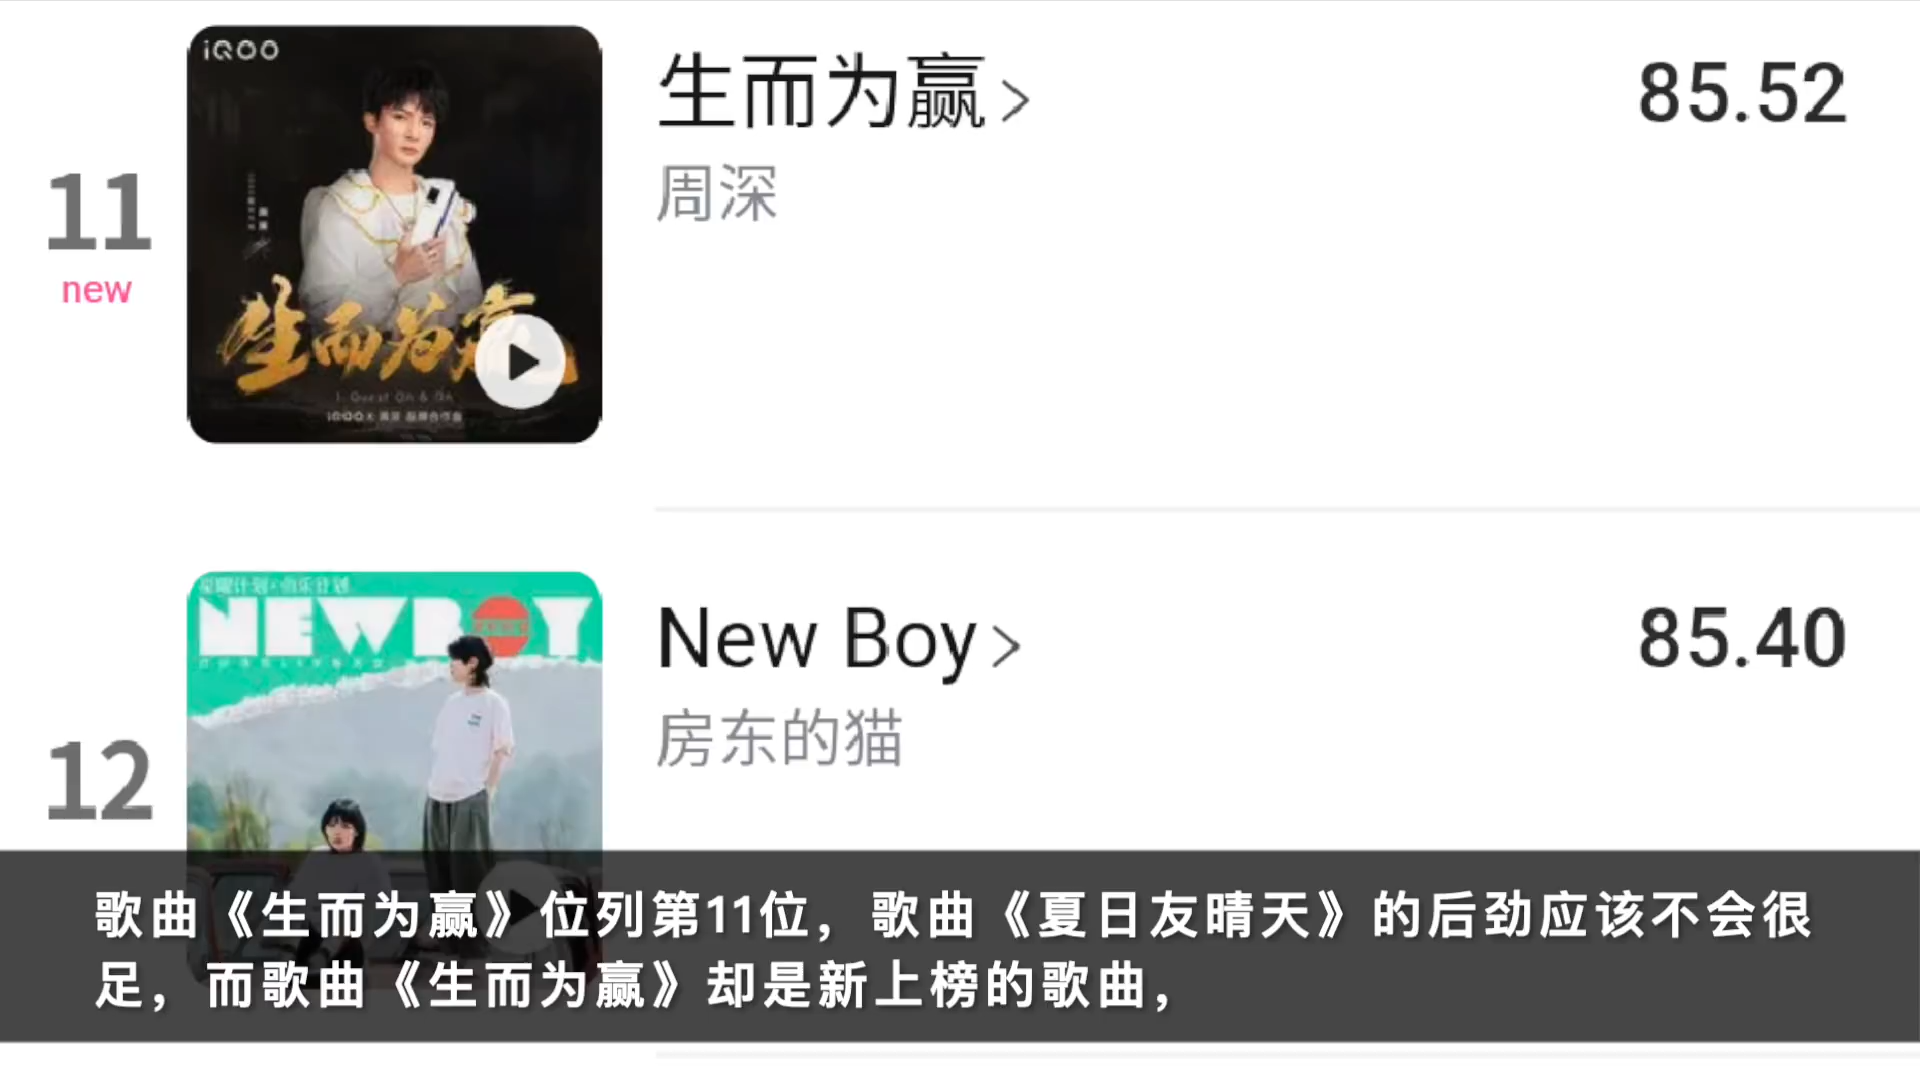 iQOO
生而为赢
11
new
生而为赢
周深
85.52
NEWBOY
12
New Boy
房东的猫
85.40
歌曲《生而为赢》位列第11位，歌曲《夏日友晴天》的后劲应该不会很
足，而歌曲《生而为赢》却是新上榜的歌曲，